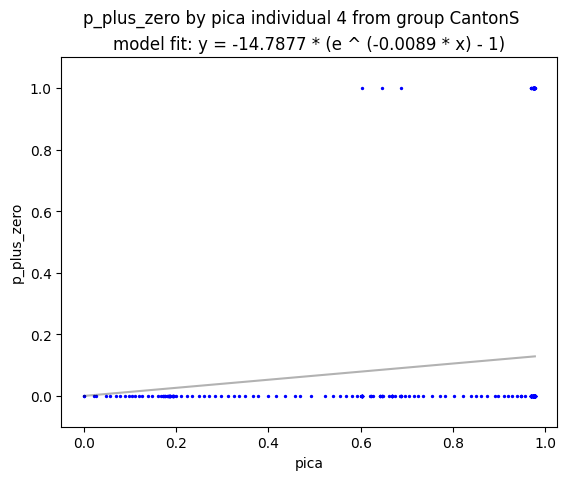 p_plus_zero by pica individual 4 from group CantonS
model fit: y = -14.7877 * (e ^ (-0.0089 * x) - 1)
1.0
0.8
0.6
0.4
0.2
0.0
p_plus_zero
0.0 0.2 0.4 0.6 0.8 1.0
pica